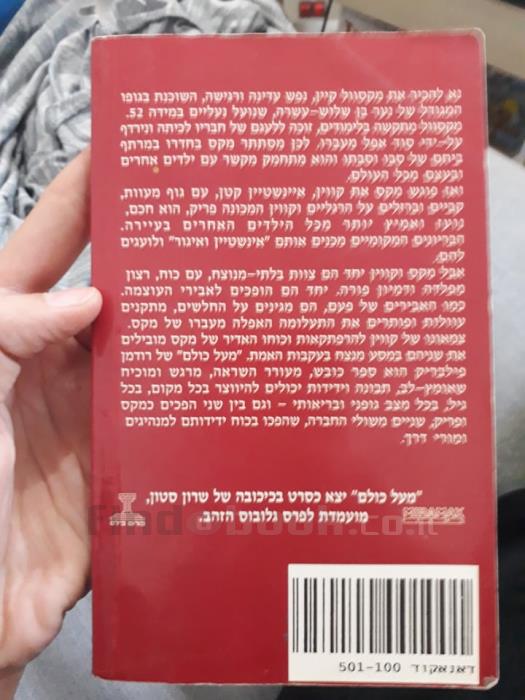 נא להכיר את מקסוול קיין, נפש עדינה ורגישה, השוכנת בגופו
המגודל של נער בן שלוש-עשרה, שנועל נעליים במידה 52.
מקסוול מתקשה בלימודים, זוכה ללעגם של חבריו לכיתה ונירדף
על-ידי סוד אפל מעברו. לכן מסתתר מקס בחדרו במרתף
ביתם של סבו וסבתו והוא מתחמק מקשר עם ילדים אחרים
ובעצם מכל העולם.
ואז פוגש מקס את קווין, איינשטיין קטן, עם גוף מעוות,
קביים וברזלים על הרגליים וקווין המכונה פריק, הוא חכם,
נועז ואמיץ יותר מכל הילדים האחרים בעיירה.
הבריונים המקומיים מכנים אותם "אינשטיין ואיגור" ולועגים
להם.
אבל מקס וקווין יחד הם צוות בלתי-מנוצח, עם כוח, רצון
מפלדה ודמיון פורה. יחד הם הופכים לאבירי העוצמה.
כמו האבירים של פעם, הם מגינים על החלשים, מתקנים
עוולות ופותרים את התעלומה האפלה מעברו של מקס.
צמאונו של קווין להרפתקאות וכוחו האדיר של מקס מובילים
את שניהם במסע מנצח בעקבות האמת. "מעל כולם" של רודמן
פילבריק הוא ספר כובש, מעורר השראה, מרגש ומוכיח
שאומץ-לב, תבונה וידידות יכולים להיווצר בכל מקום, בכל
גיל, בכל מצב גופני ובריאותי - וגם בין שני הפכים כמקס
ופריק, שניים משולי החברה, שהפכו בכוח ידידותם למנהיגים
ומורי דרך.
"מעל כולם" יצא כסרט בכיכובה של שרון סטון,
מועמדת לפרס גלובוס הזהב.
MIRAMAX
findabook.co.il
דאנאקוד 501-100